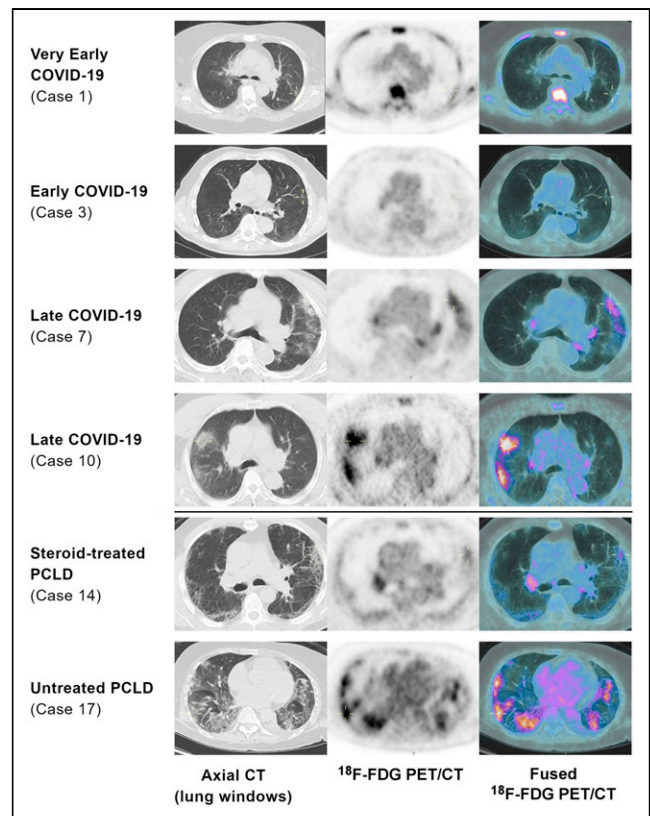 Very Early
COVID-19
(Case 1)
Early COVID-19
(Case 3)
Late COVID-19
(Case 7)
Late COVID-19
(Case 10)
Steroid-treated
PCLD
(Case 14)
Untreated PCLD
(Case 17)
Axial CT
(lung windows)
¹⁸F-FDG PET/CT
Fused
¹⁸F-FDG PET/CT